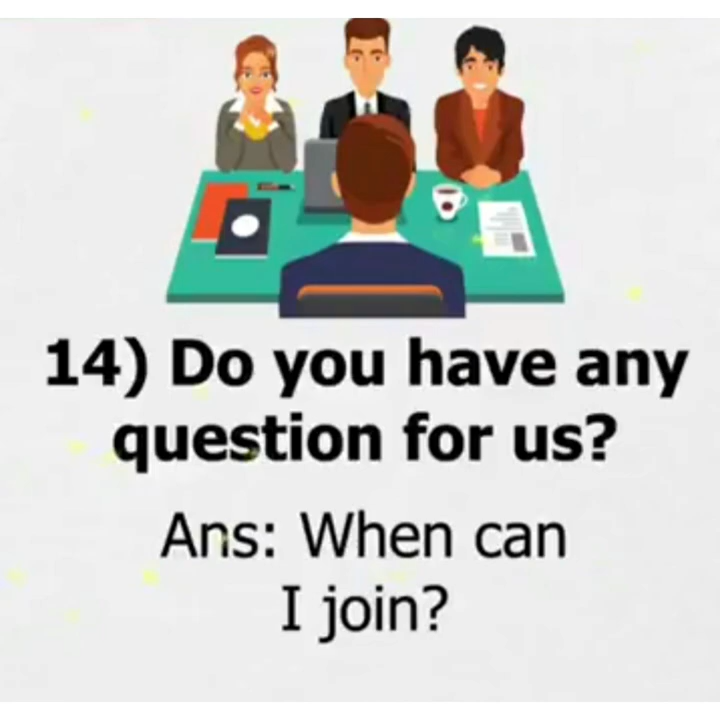 14) Do you have any
question for us?
Ans: When can
I join?